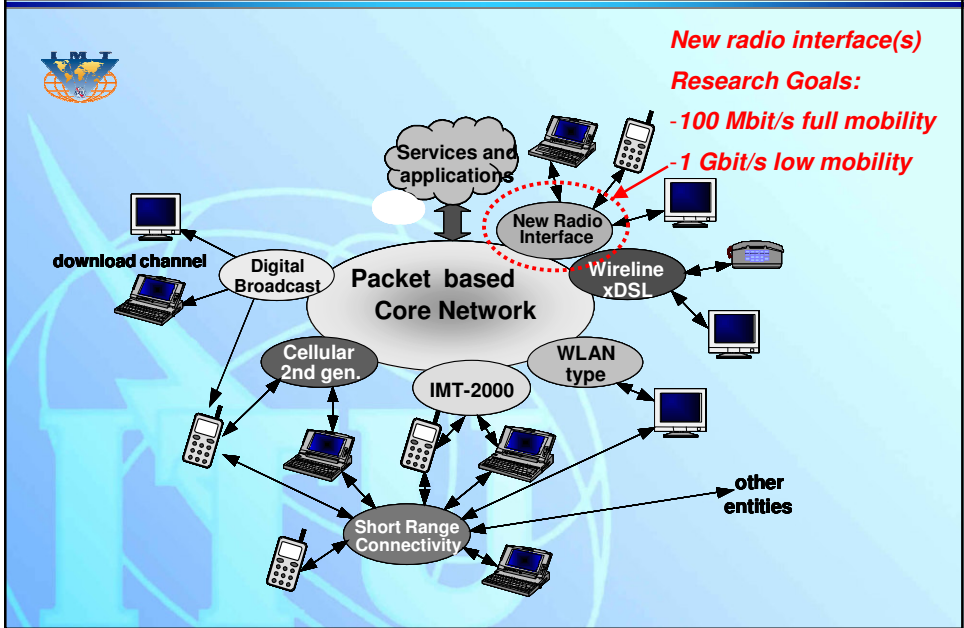 New radio interface(s)
Research Goals:
-100 Mbit/s full mobility
-1 Gbit/s low mobility
Services and
applications
New Radio
Interface
download channel
Digital
Broadcast
Packet based
Core Network
Wireline
xDSL
Cellular
2nd gen.
IMT-2000
WLAN
type
other
entities
Short Range
Connectivity
ITU